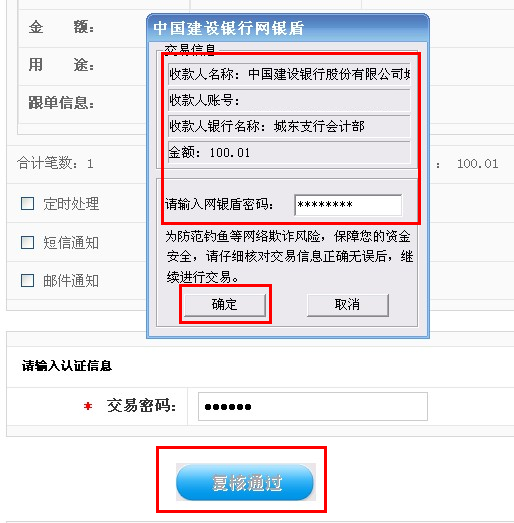 金　　额:
用　　途:
跟单信息:
合计笔数: 1
: 100.01
定时处理
短信通知
邮件通知
中国建设银行网银盾
交易信息
收款人名称: 中国建设银行股份有限公司
收款人账号:
收款人银行名称: 城东支行会计部
金额: 100.01
请输入网银盾密码: ********
为防范钓鱼等网络欺诈风险，保障您的资金
安全，请仔细核对交易信息正确无误后，继
续进行交易。
确定　取消
请输入认证信息
* 交易密码: ●●●●●●
复核通过